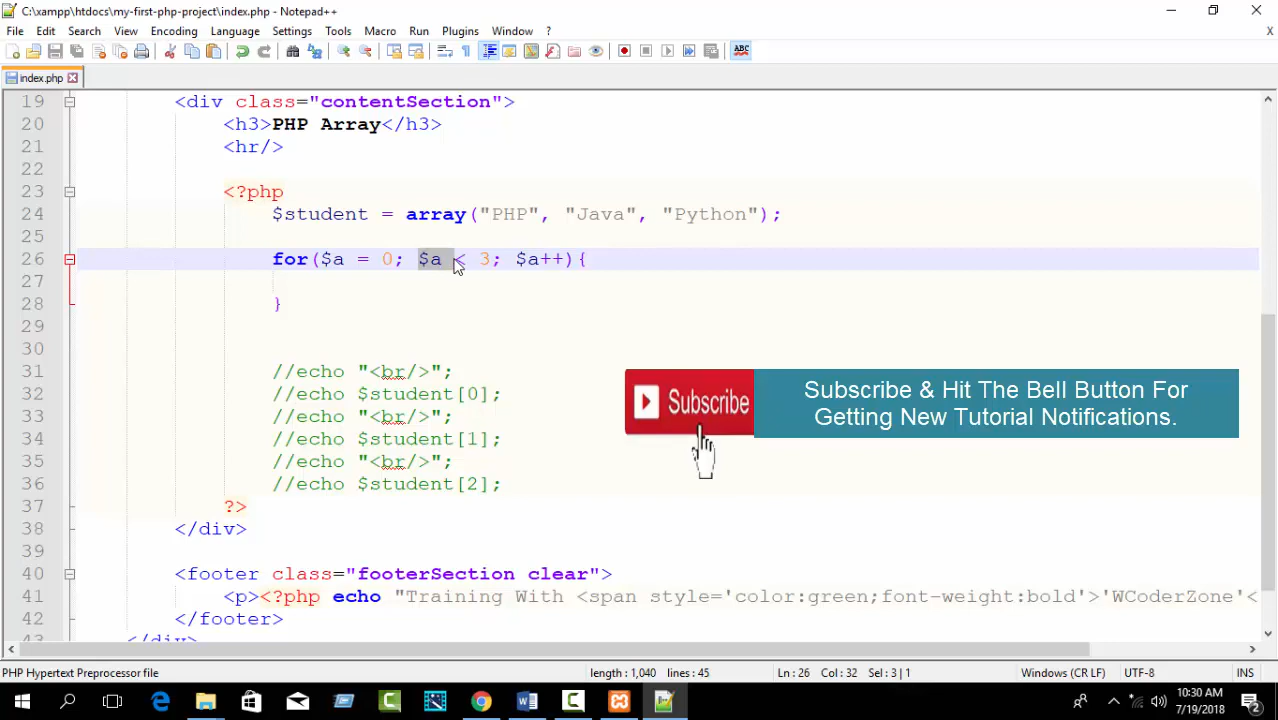 C:\xampp\htdocs\my-first-php-project\index.php - Notepad++
File Edit Search View Encoding Language Settings Tools Macro Run Plugins Window ? X
ABC
index.php
19 <div class="contentSection">
20 <h3>PHP Array</h3>
21 <hr/>
22
23 <?php
24 $student = array("PHP", "Java", "Python");
25
26 for($a = 0; $a < 3; $a++){
27
28 }
29
30
31 //echo "<br/>";
32 //echo $student[0];
33 //echo "<br/>";
34 //echo $student[1];
35 //echo "<br/>";
36 //echo $student[2];
37 ?>
38 </div>
39
40 <footer class="footerSection clear">
41 <p><?php echo "Training With <span style='color:green;font-weight:bold'>'WCoderZone'<
42 </footer>
43 </div>
Subscribe
Subscribe & Hit The Bell Button For
Getting New Tutorial Notifications.
PHP Hypertext Preprocessor file length : 1,040 lines : 45 Ln : 26 Col : 32 Sel : 3 | 1 Windows (CR LF) UTF-8 INS
10:30 AM
7/19/2018
2